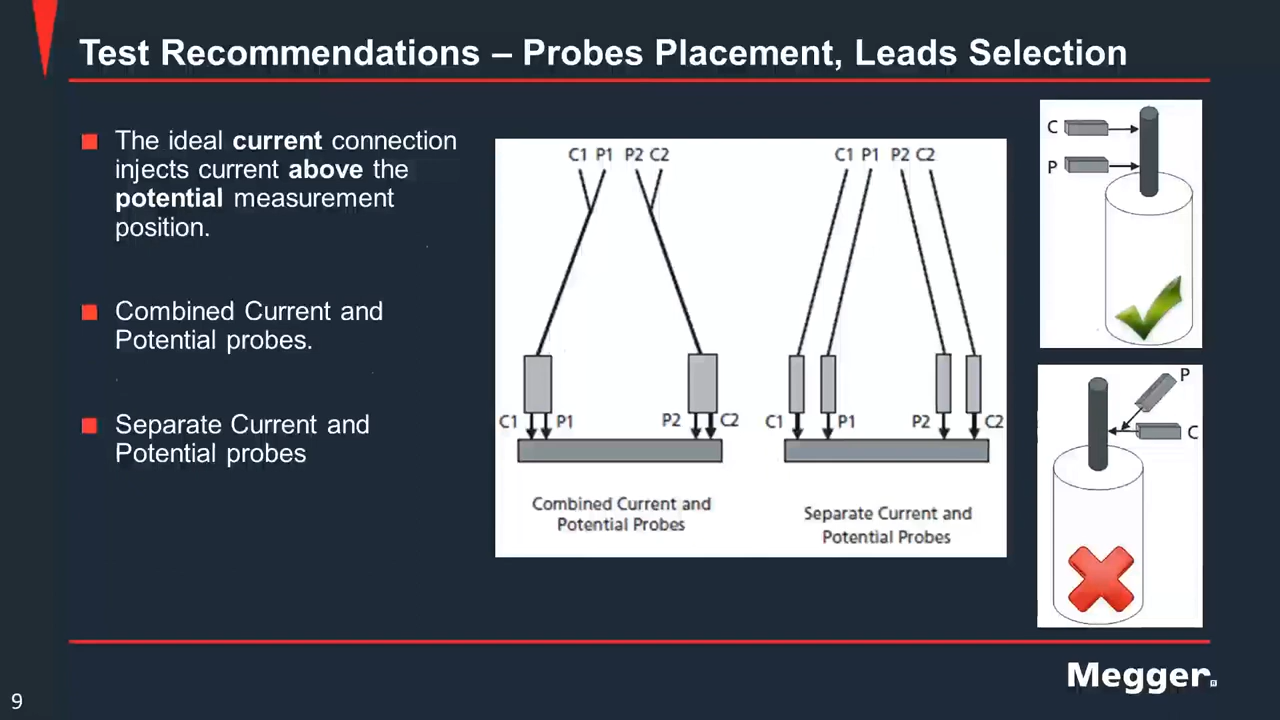 Test Recommendations – Probes Placement, Leads Selection
The ideal current connection
injects current above the
potential measurement
position.
Combined Current and
Potential probes.
Separate Current and
Potential probes
C1 P1 P2 C2
C1 P1 P2 C2
C1 P1 P2 C2
C1 P1 P2 C2
Combined Current and
Potential Probes
Separate Current and
Potential Probes
C
P
P
C
Megger
9